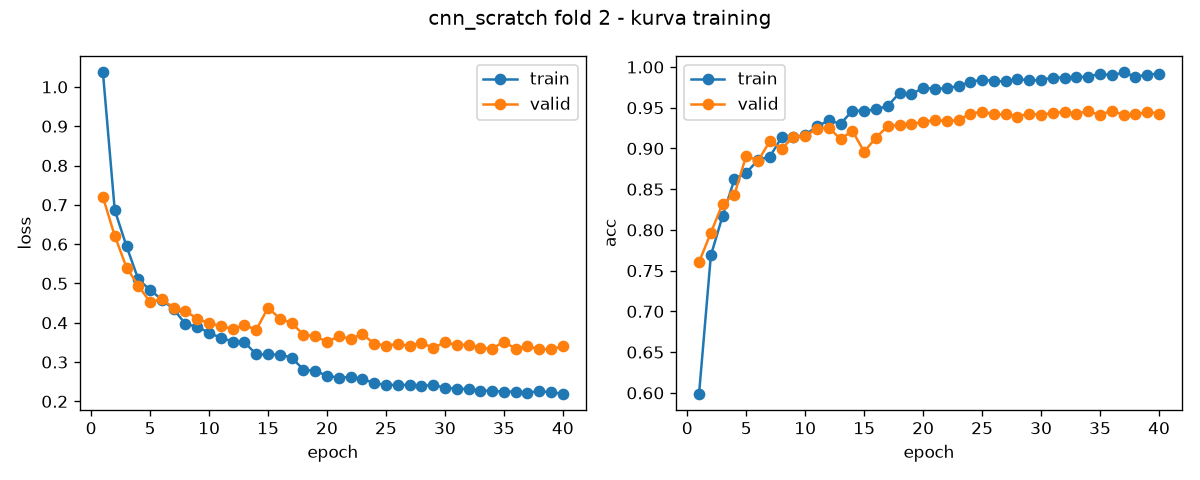 cnn_scratch fold 2 - kurva training
train
valid
1.0
0.9
0.8
0.7
0.6
0.5
0.4
0.3
0.2
loss
0 5 10 15 20 25 30 35 40
epoch
train
valid
1.00
0.95
0.90
0.85
0.80
0.75
0.70
0.65
0.60
acc
0 5 10 15 20 25 30 35 40
epoch